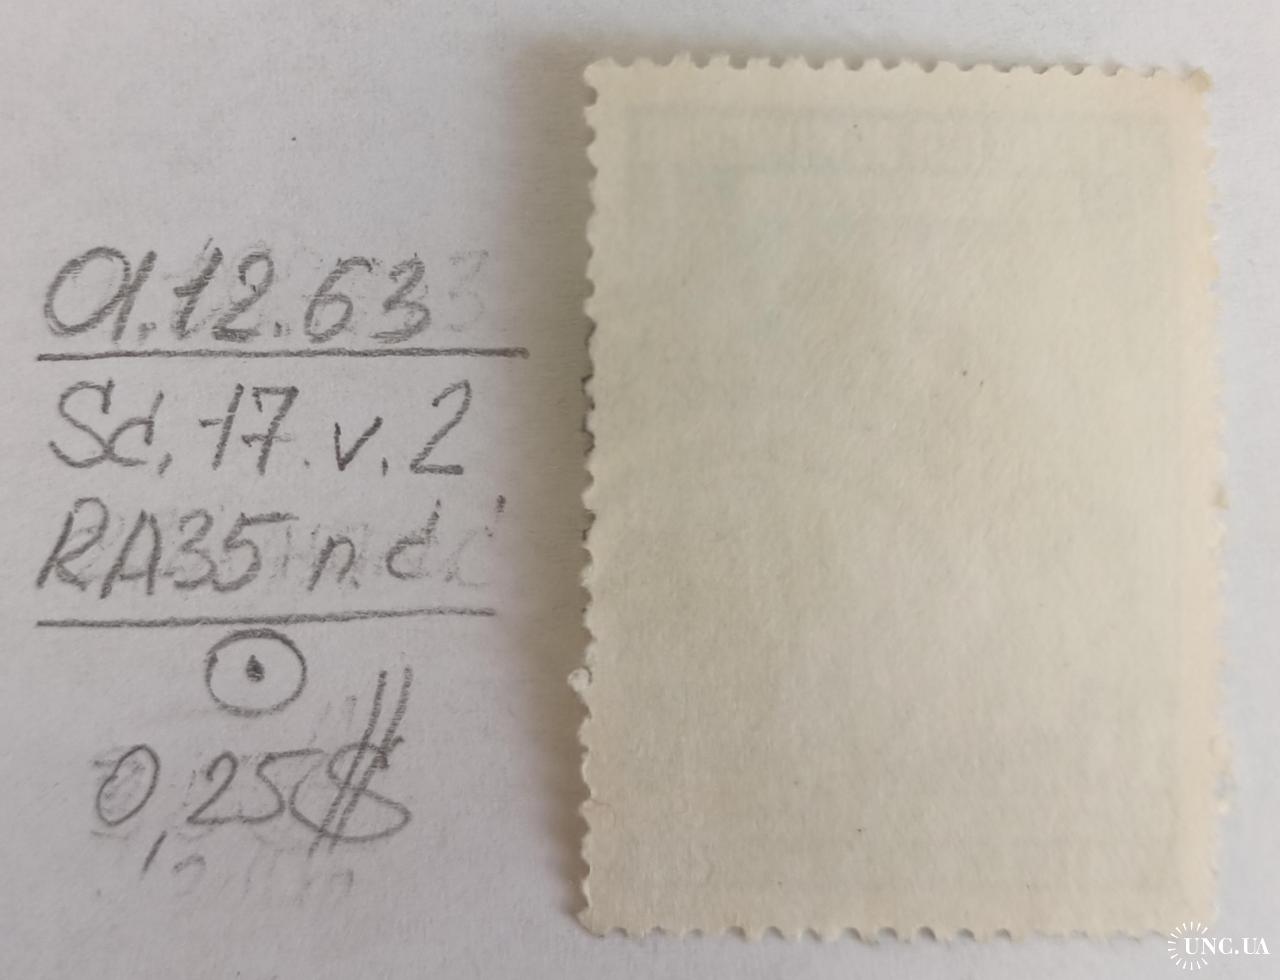 01.12.63
Sc, 17. v. 2
RA35 n. d.
0,25$
UNC.UA